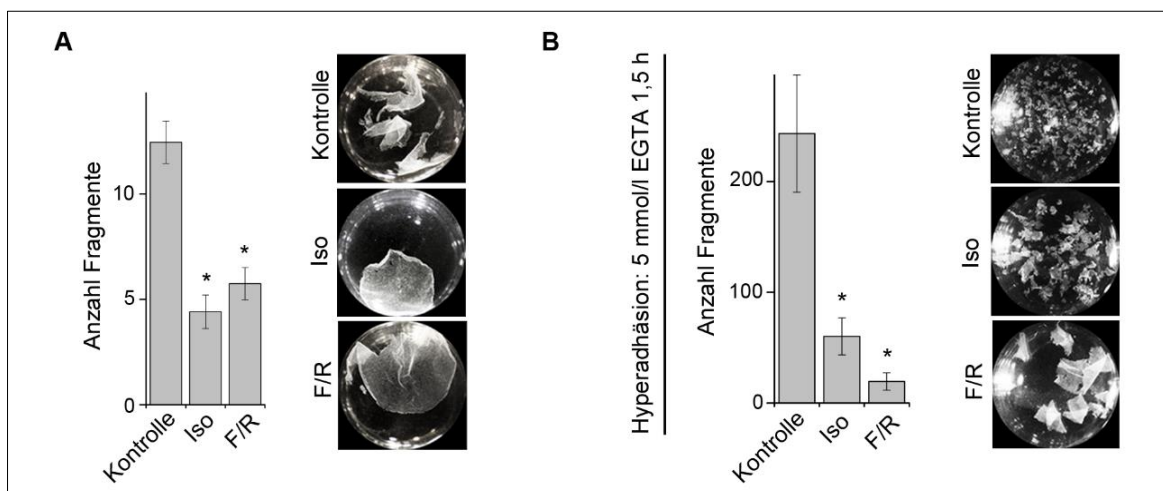 A
Anzahl Fragmente
10
5
0
Kontrolle
Iso
F/R
*
*
Kontrolle
Iso
F/R
B
Hyperadhäsion: 5 mmol/l EGTA 1,5 h
Anzahl Fragmente
200
100
0
Kontrolle
Iso
F/R
*
*
Kontrolle
Iso
F/R